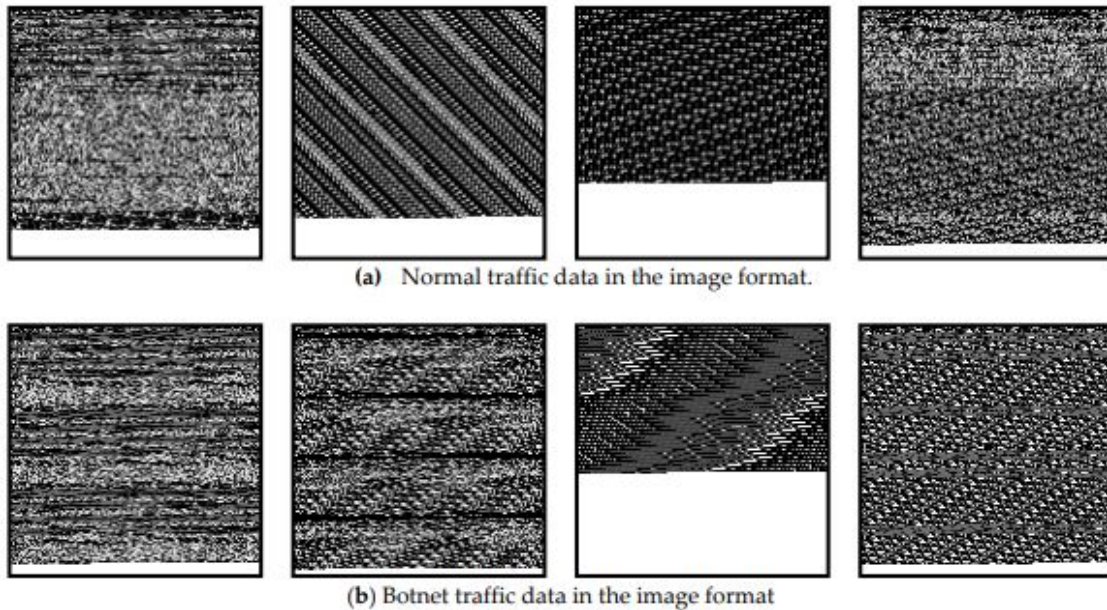 (a) Normal traffic data in the image format.
(b) Botnet traffic data in the image format